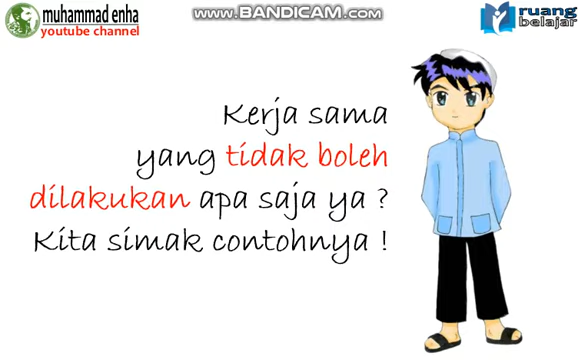 muhammad enha
youtube channel
www.BANDICAM.com
ruang
belajar
Kerja sama
yang tidak boleh
dilakukan apa saja ya ?
Kita simak contohnya !